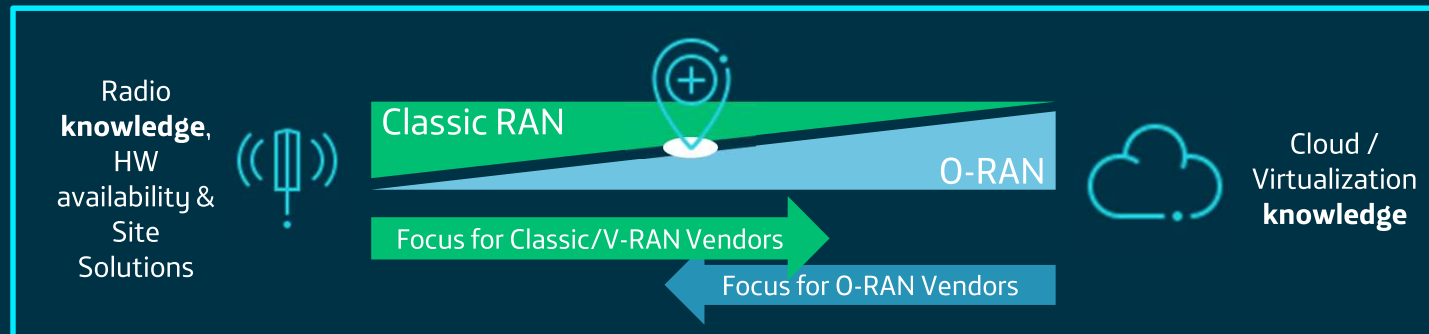 Radio
knowledge,
HW
availability &
Site
Solutions
Classic RAN
O-RAN
Focus for Classic/V-RAN Vendors
Focus for O-RAN Vendors
Cloud /
Virtualization
knowledge